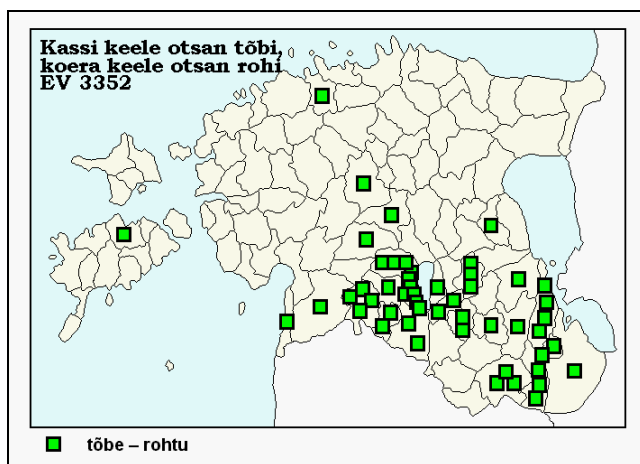 Kassi keele otsan tõbi,
koera keele otsan rohi
EV 3352
tõbe – rohtu